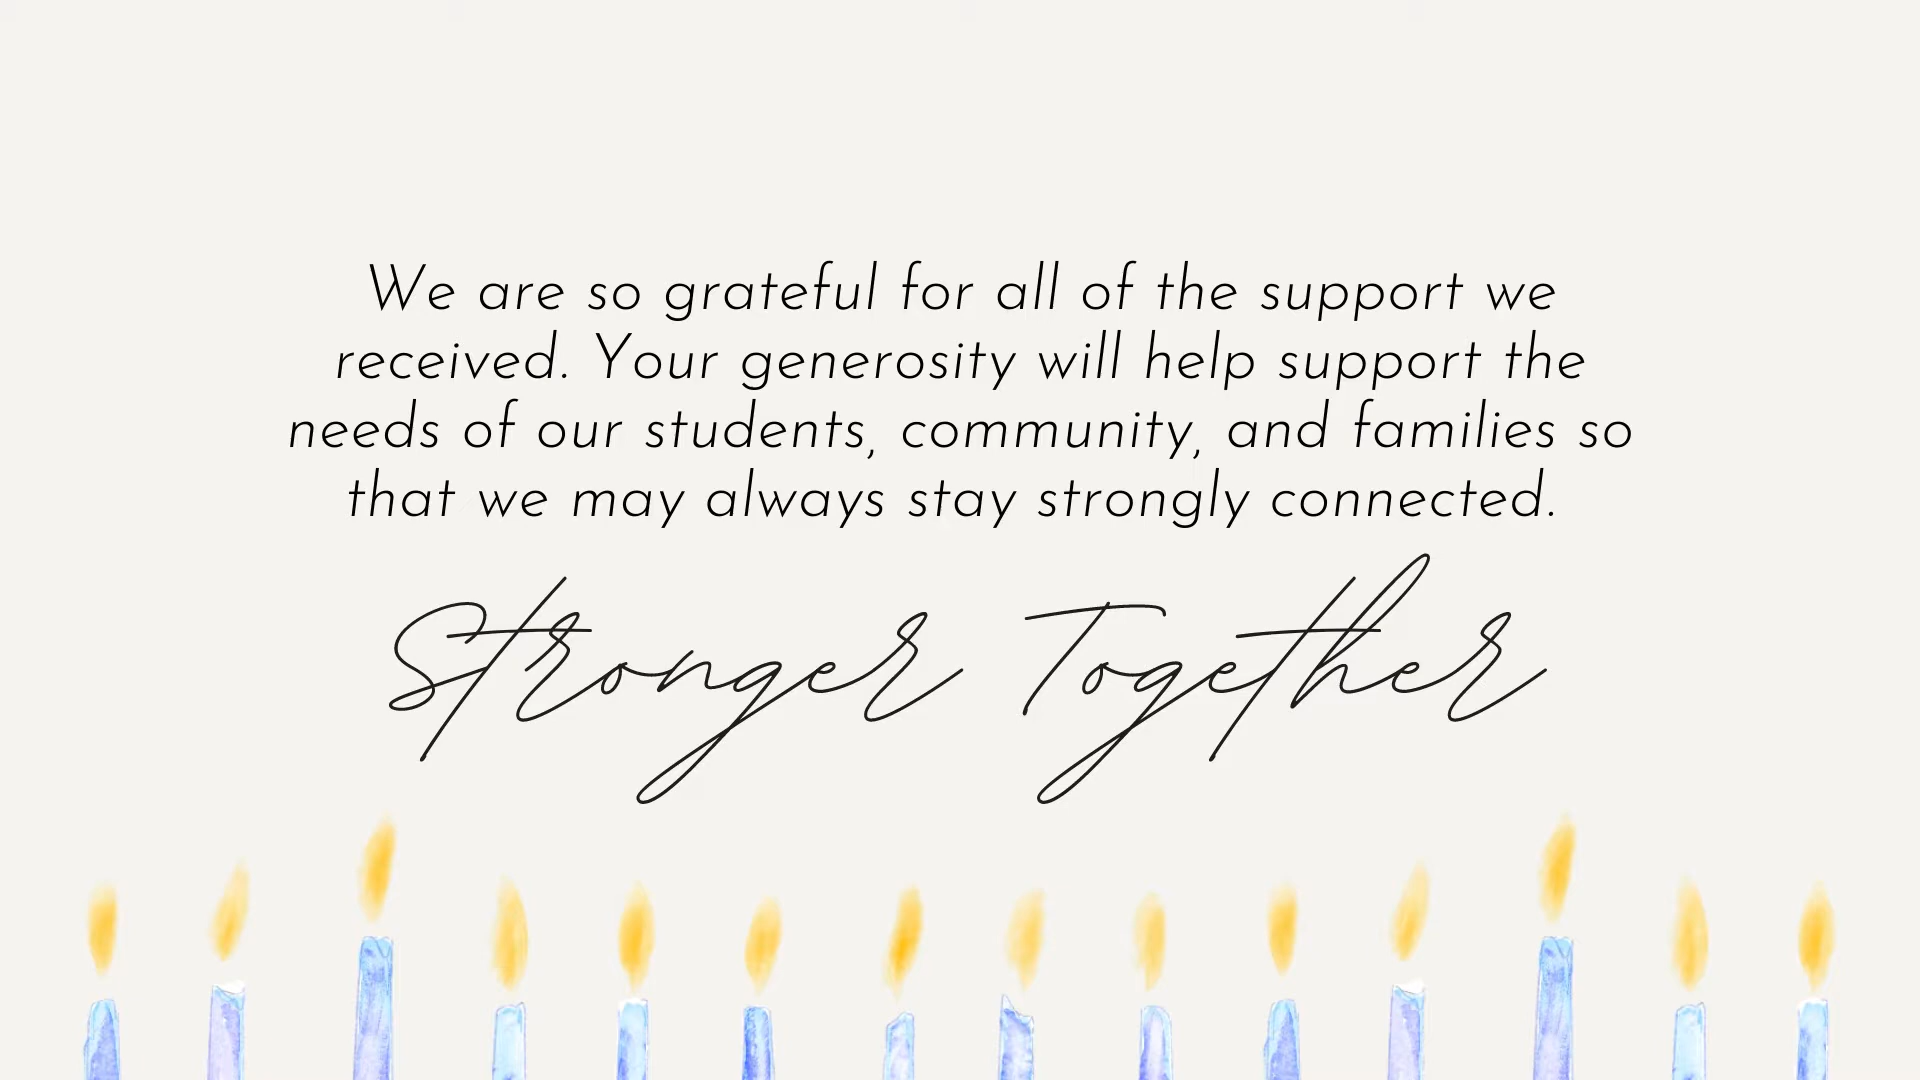 We are so grateful for all of the support we
received. Your generosity will help support the
needs of our students, community, and families so
that we may always stay strongly connected.
Stronger Together